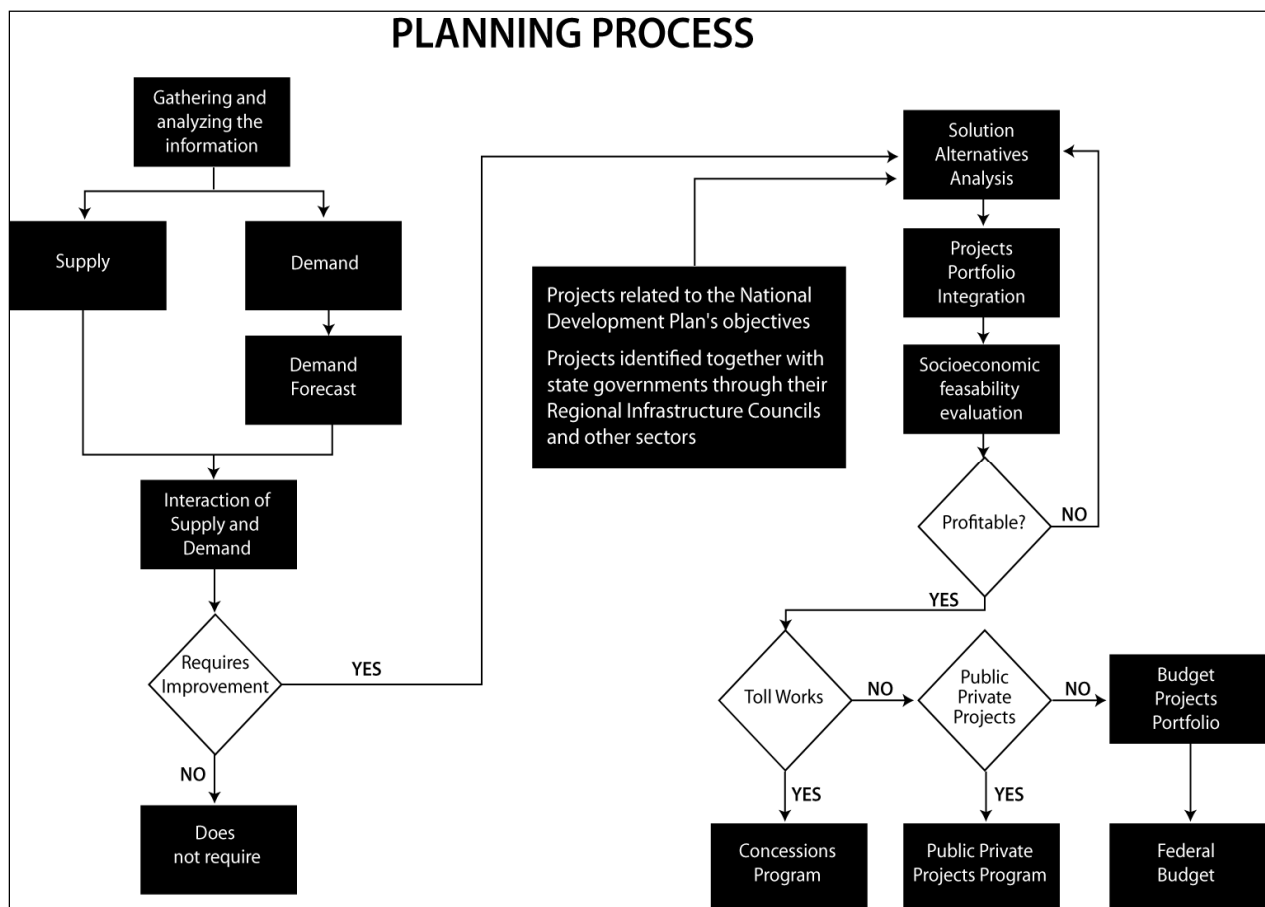 PLANNING PROCESS
Gathering and
analyzing the
information
Supply
Demand
Demand
Forecast
Interaction of
Supply and
Demand
Requires
Improvement
YES
NO
Does
not require
Projects related to the National
Development Plan's objectives
Projects identified together with
state governments through their
Regional Infrastructure Councils
and other sectors
Solution
Alternatives
Analysis
Projects
Portfolio
Integration
Socioeconomic
feasability
evaluation
Profitable?
NO
YES
Toll Works
NO
Public
Private
Projects
NO
Budget
Projects
Portfolio
YES
YES
Concessions
Program
Public Private
Projects Program
Federal
Budget